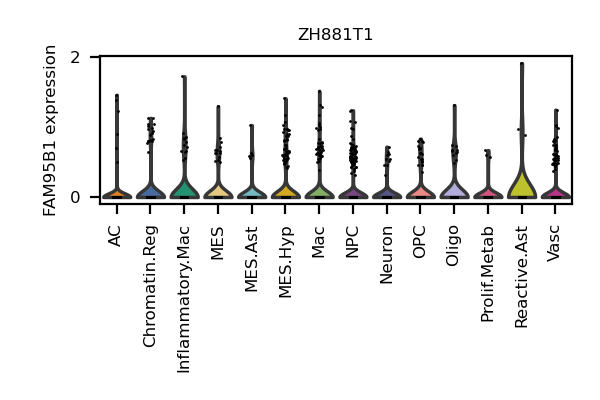 ZH881T1
FAM95B1 expression
2
0
AC
Chromatin.Reg
Inflammatory.Mac
MES
MES.Ast
MES.Hyp
Mac
NPC
Neuron
OPC
Oligo
Prolif.Metab
Reactive.Ast
Vasc